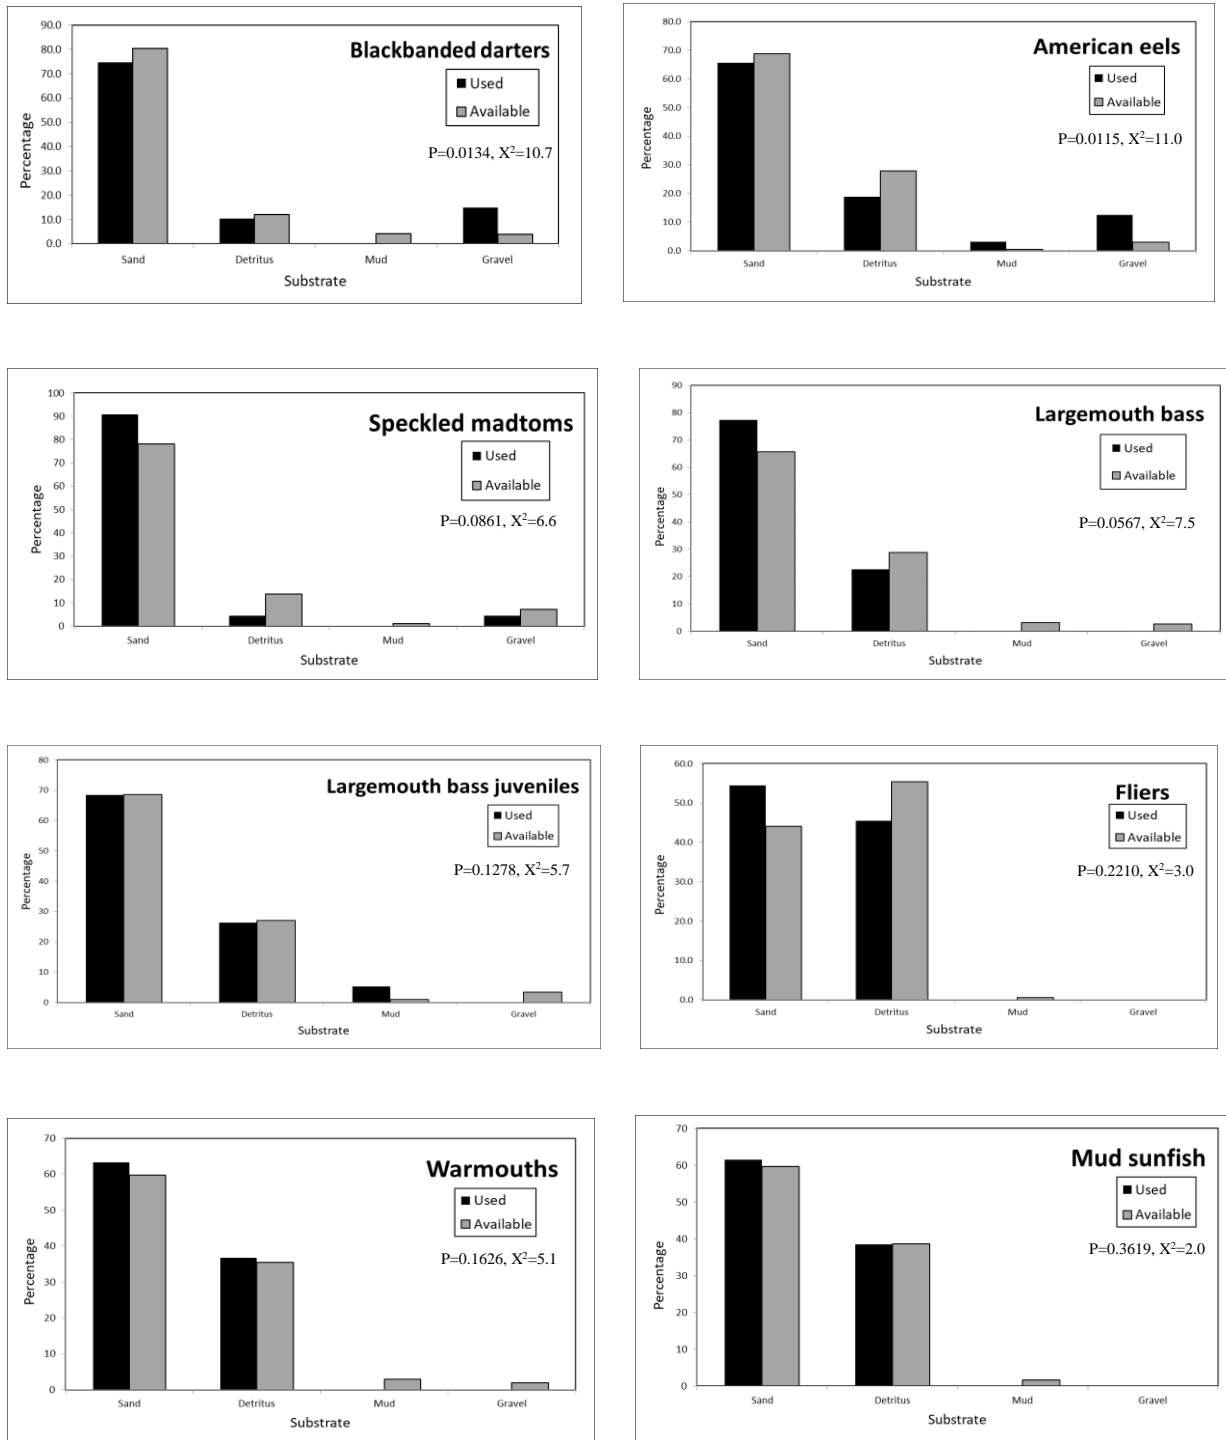 Blackbanded darters
Used
Available
P=0.0134, X²=10.7
Percentage
90.0
80.0
70.0
60.0
50.0
40.0
30.0
20.0
10.0
0.0
Sand Detritus Mud Gravel
Substrate
American eels
Used
Available
P=0.0115, X²=11.0
Percentage
80.0
70.0
60.0
50.0
40.0
30.0
20.0
10.0
0.0
Sand Detritus Mud Gravel
Substrate
Speckled madtoms
Used
Available
P=0.0861, X²=6.6
Percentage
100
90
80
70
60
50
40
30
20
10
0
Sand Detritus Mud Gravel
Substrate
Largemouth bass
Used
Available
P=0.0567, X²=7.5
Percentage
90
80
70
60
50
40
30
20
10
0
Sand Detritus Mud Gravel
Substrate
Largemouth bass juveniles
Used
Available
P=0.1278, X²=5.7
Percentage
80
70
60
50
40
30
20
10
0
Sand Detritus Mud Gravel
Substrate
Fliers
Used
Available
P=0.2210, X²=3.0
Percentage
60.0
50.0
40.0
30.0
20.0
10.0
0.0
Sand Detritus Mud Gravel
Substrate
Warmouths
Used
Available
P=0.1626, X²=5.1
Percentage
70
60
50
40
30
20
10
0
Sand Detritus Mud Gravel
Substrate
Mud sunfish
Used
Available
P=0.3619, X²=2.0
Percentage
70
60
50
40
30
20
10
0
Sand Detritus Mud Gravel
Substrate